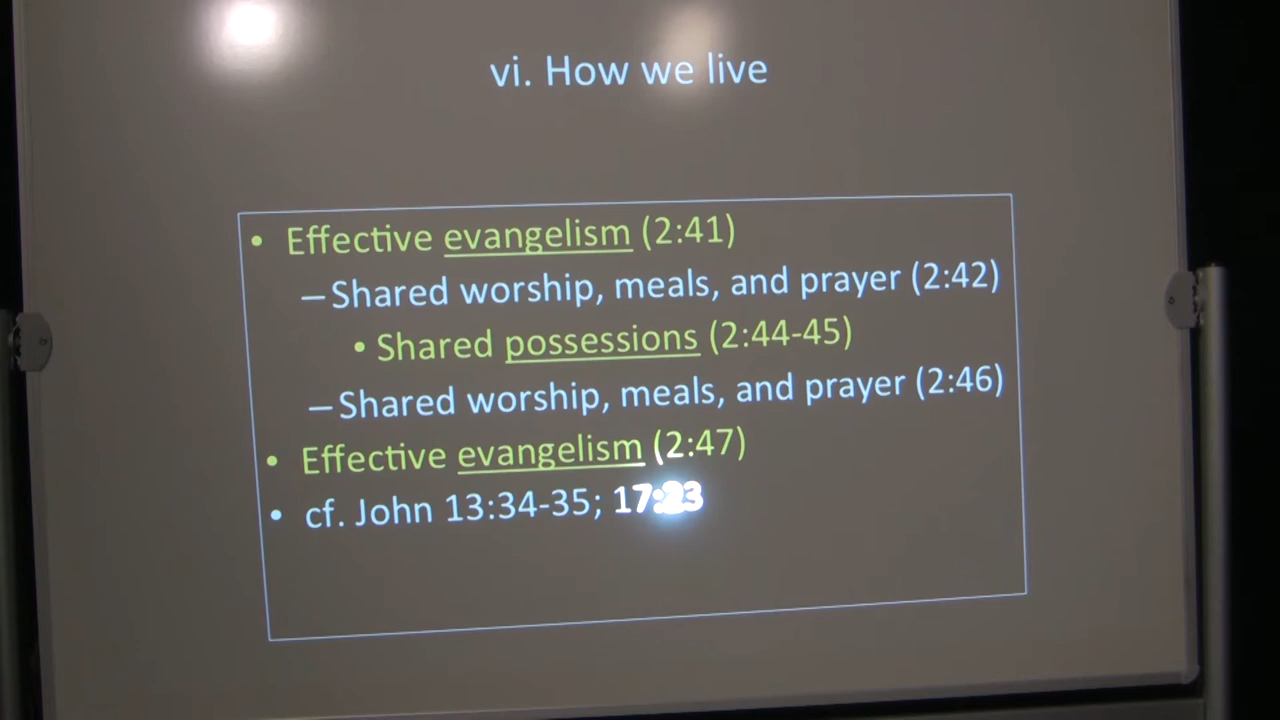 vi. How we live
• Effective evangelism (2:41)
–Shared worship, meals, and prayer (2:42)
• Shared possessions (2:44-45)
–Shared worship, meals, and prayer (2:46)
• Effective evangelism (2:47)
• cf. John 13:34-35; 17:23